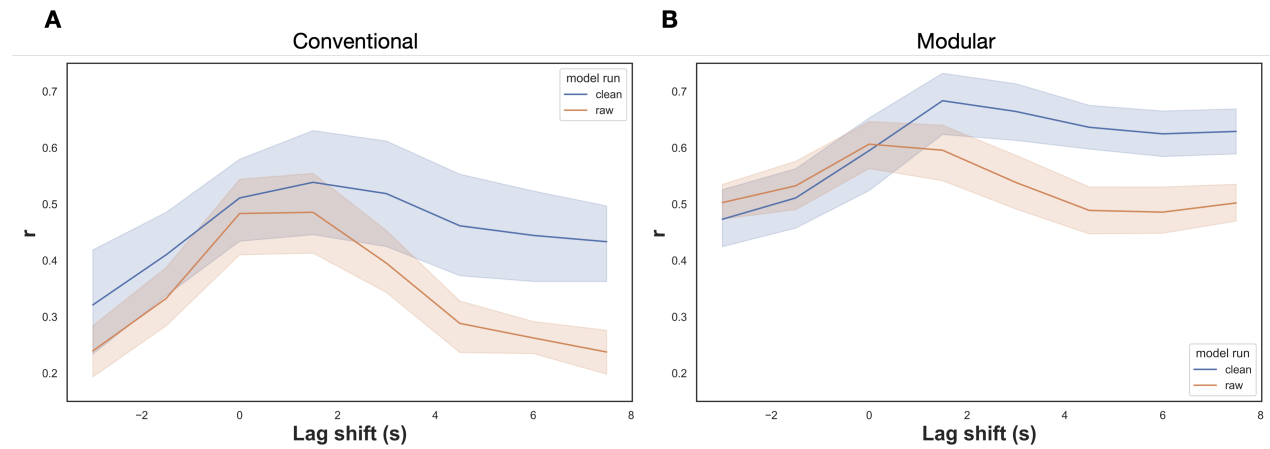 A
Conventional
model run
clean
raw
0.7
0.6
0.5
0.4
0.3
0.2
r
−2
0
2
4
6
8
Lag shift (s)
B
Modular
0.7
0.6
0.5
0.4
0.3
0.2
r
model run
clean
raw
−2
0
2
4
6
8
Lag shift (s)